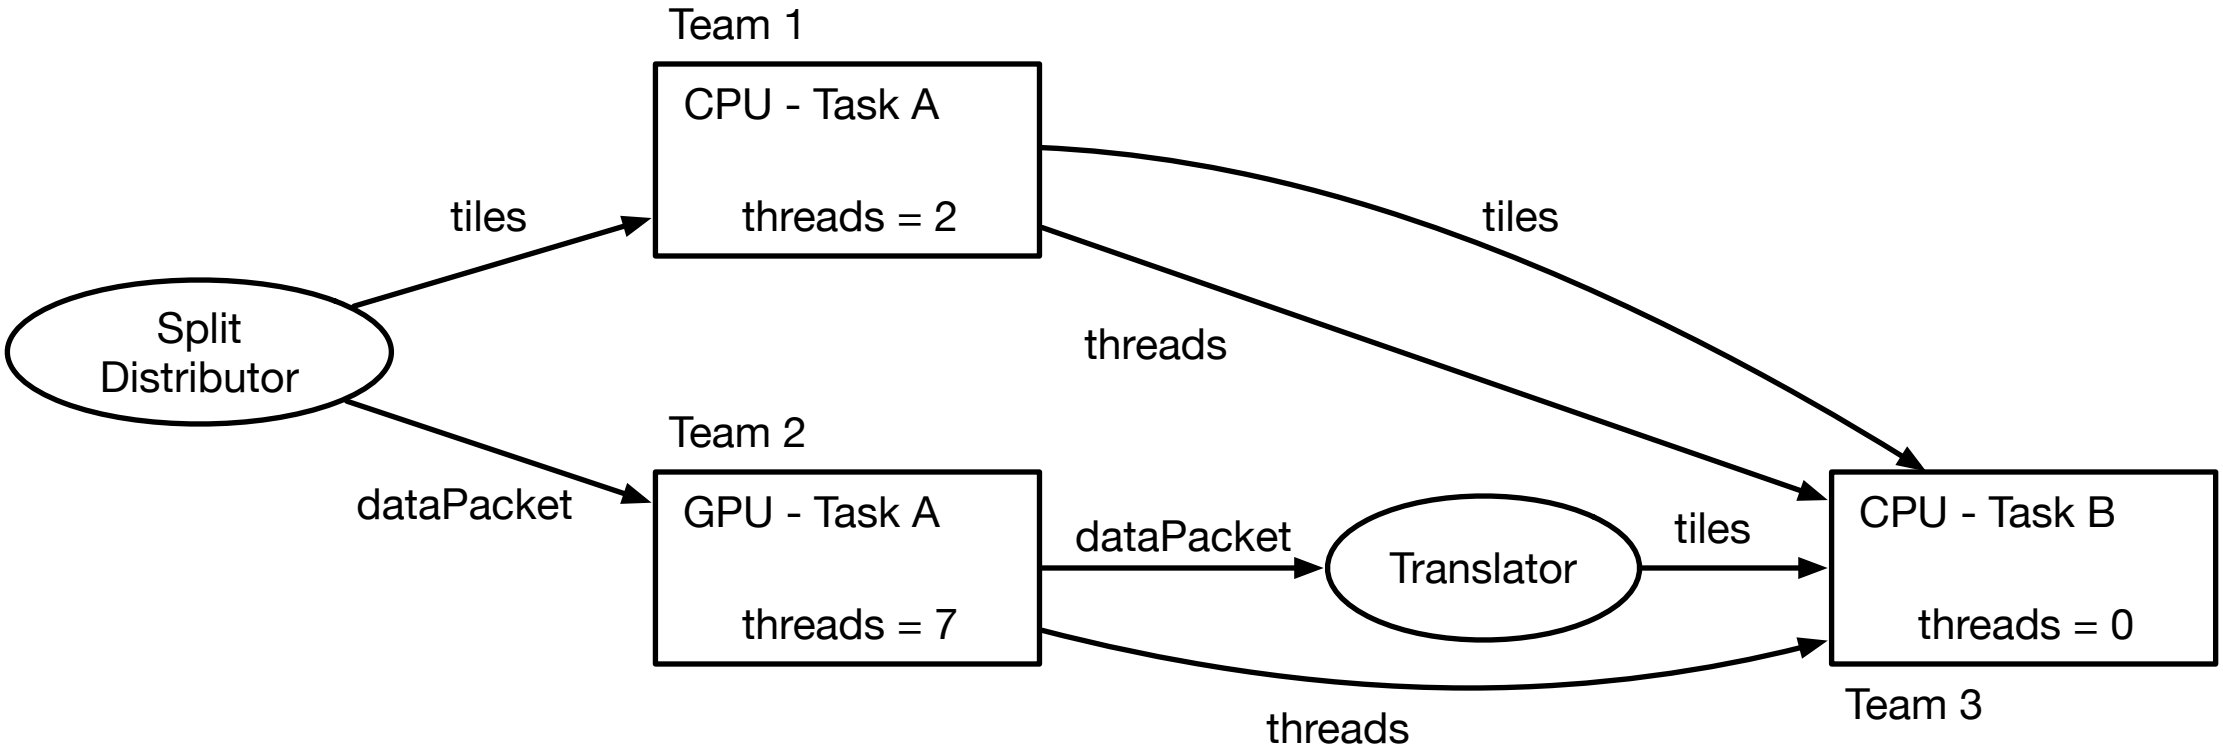 Team 1
CPU - Task A
threads = 2
tiles
tiles
Split
Distributor
threads
Team 2
dataPacket
GPU - Task A
threads = 7
dataPacket
Translator
tiles
CPU - Task B
threads = 0
Team 3
threads